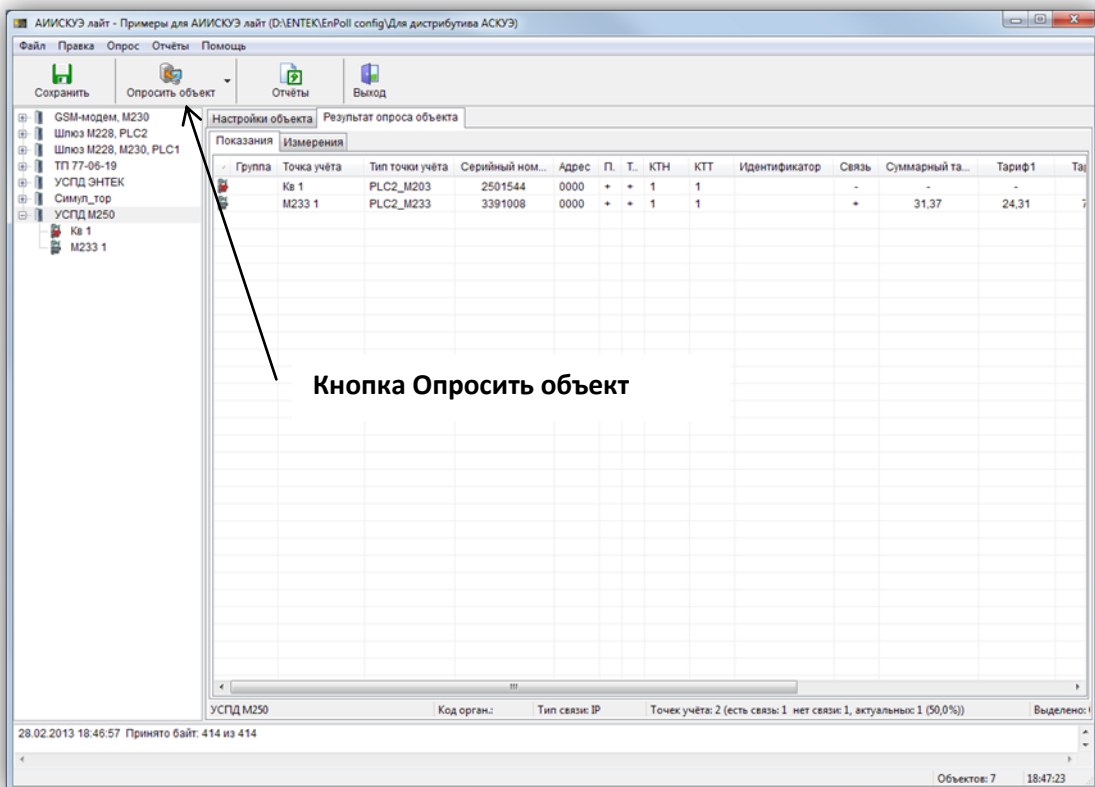 АИИСКУЭ лайт - Примеры для АИИСКУЭ лайт (D:\ENTEK\EnPoll config\Для дистрибутива АСКУЭ)
Файл Правка Опрос Отчёты Помощь
Сохранить Опросить объект Отчёты Выход
GSM-модем, M230
Шлюз M228, PLC2
Шлюз M228, M230, PLC1
ТП 77-06-19
УСПД ЭНТЕК
Симул_тор
УСПД M250
Кв 1
M233 1
Настройки объекта Результат опроса объекта
Показания Измерения
Группа Точка учёта Тип точки учёта Серийный ном... Адрес П. Т... КТН КТТ Идентификатор Связь Суммарный та... Тариф1 Тар
Кв 1 PLC2_M203 2501544 0000 + + 1 1 - - -
M233 1 PLC2_M233 3391008 0000 + + 1 1 + 31,37 24,31 7
Кнопка Опросить объект
УСПД M250 Код орган.: Тип связи: IP Точек учёта: 2 (есть связь: 1 нет связи: 1, актуальных: 1 (50,0%)) Выделено:
28.02.2013 18:46:57 Принято байт: 414 из 414
Объектов: 7 18:47:23